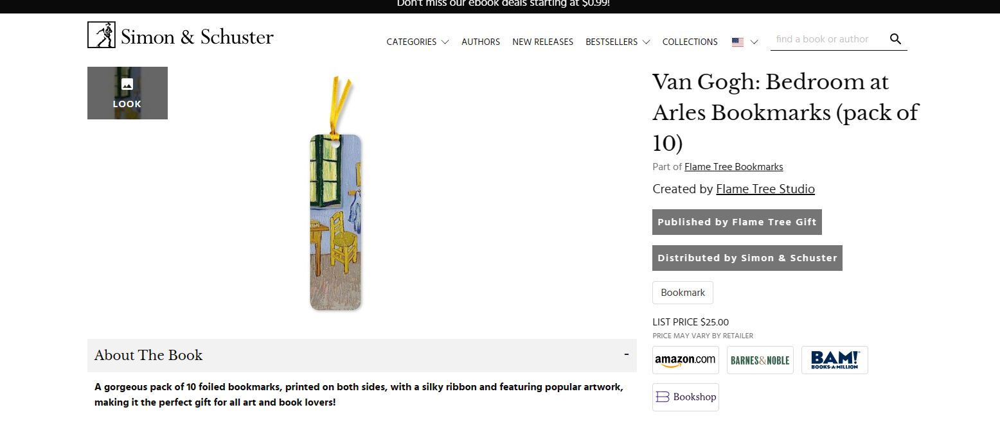 Don't miss our ebook deals starting at $0.99!
Simon & Schuster
CATEGORIES AUTHORS NEW RELEASES BESTSELLERS COLLECTIONS find a book or author
LOOK
Van Gogh: Bedroom at
Arles Bookmarks (pack of
10)
Part of Flame Tree Bookmarks
Created by Flame Tree Studio
Published by Flame Tree Gift
Distributed by Simon & Schuster
Bookmark
LIST PRICE $25.00
PRICE MAY VARY BY RETAILER
amazon.com BARNES&NOBLE BAM!
BOOKS-A-MILLION
Bookshop
About The Book -
A gorgeous pack of 10 foiled bookmarks, printed on both sides, with a silky ribbon and featuring popular artwork,
making it the perfect gift for all art and book lovers!